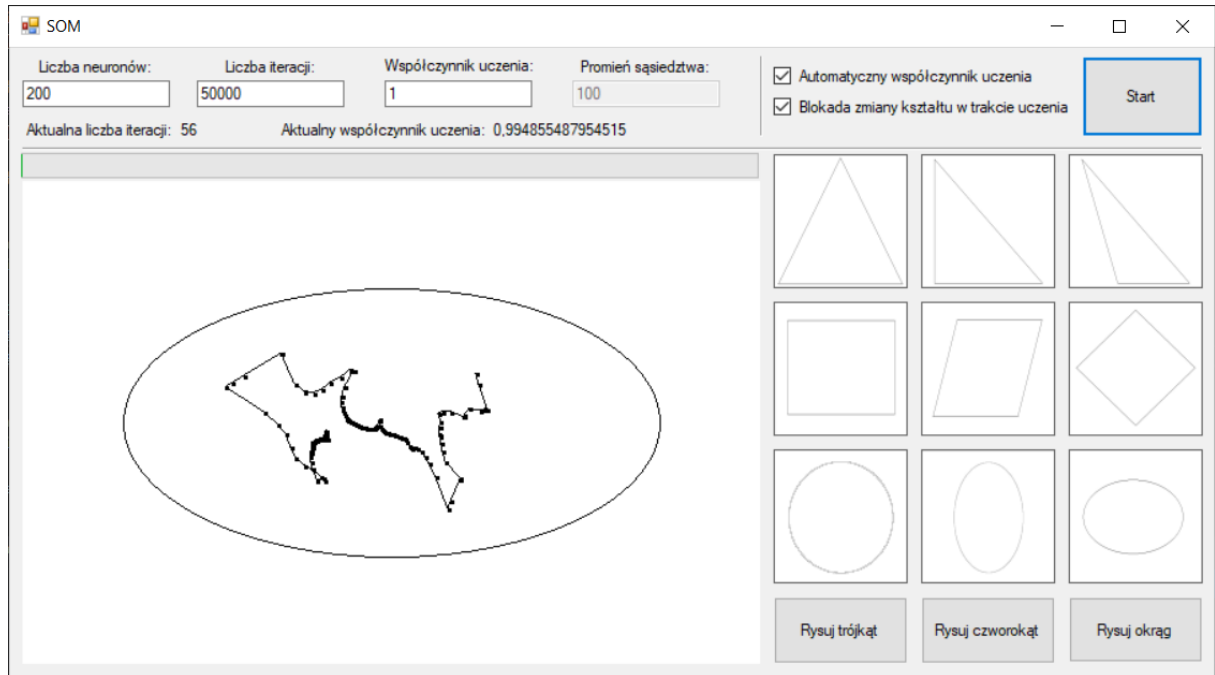 SOM
Liczba neuronów: Liczba iteracji: Współczynnik uczenia: Promień sąsiedztwa:
200 50000 1 100
Aktualna liczba iteracji: 56 Aktualny współczynnik uczenia: 0,994855487954515
Automatyczny współczynnik uczenia
Blokada zmiany kształtu w trakcie uczenia
Start
Rysuj trójkąt Rysuj czworokąt Rysuj okrąg